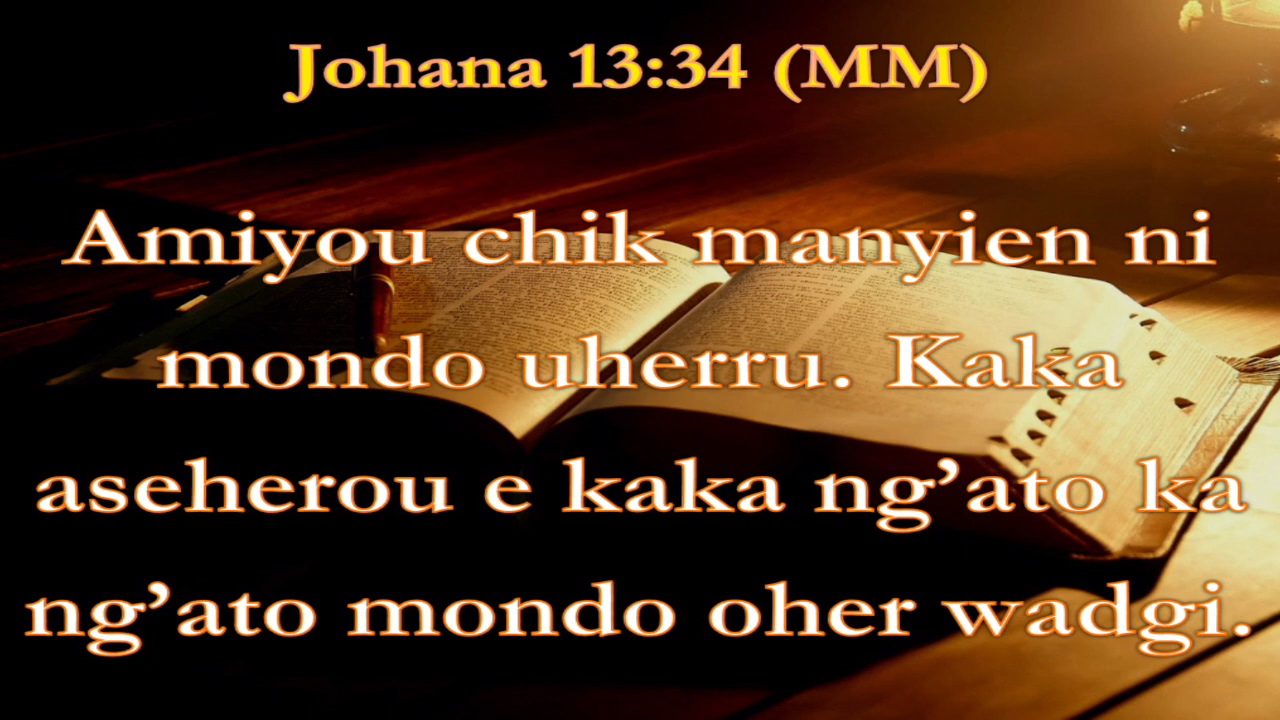 Johana 13:34 (MM)
Amiyou chik manyien ni
mondo uherru. Kaka
aseherou e kaka ng’ato ka
ng’ato mondo oher wadgi.